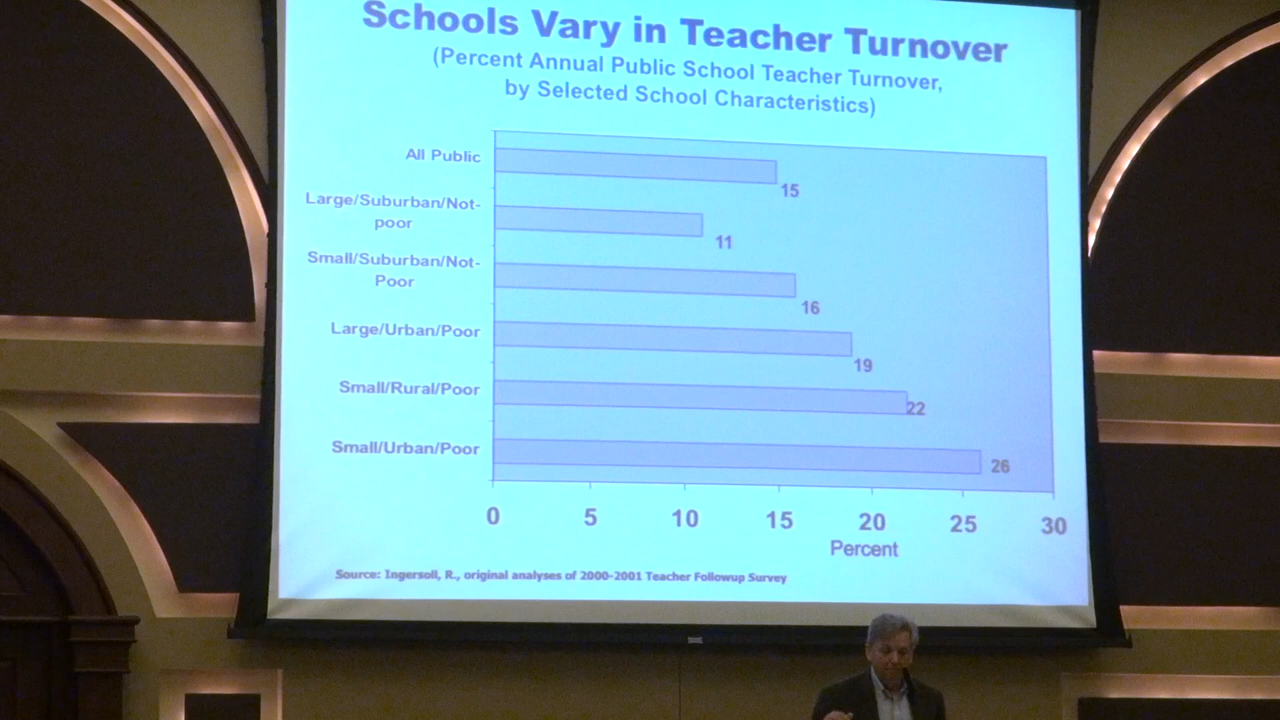 Schools Vary in Teacher Turnover
(Percent Annual Public School Teacher Turnover,
by Selected School Characteristics)
All Public
15
Large/Suburban/Not-
poor
11
Small/Suburban/Not-
Poor
16
Large/Urban/Poor
19
Small/Rural/Poor
22
Small/Urban/Poor
26
0 5 10 15 20 25 30
Percent
Source: Ingersoll, R., original analyses of 2000-2001 Teacher Followup Survey